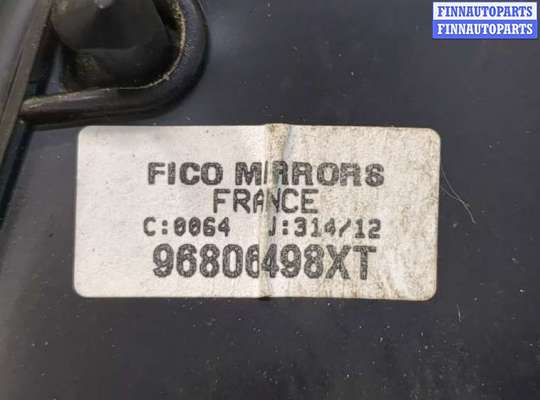 FINNAUTOPARTS
FINNAUTOPARTS
FICO MIRRORS
FRANCE
C:0064 J:314/12
96806498XT